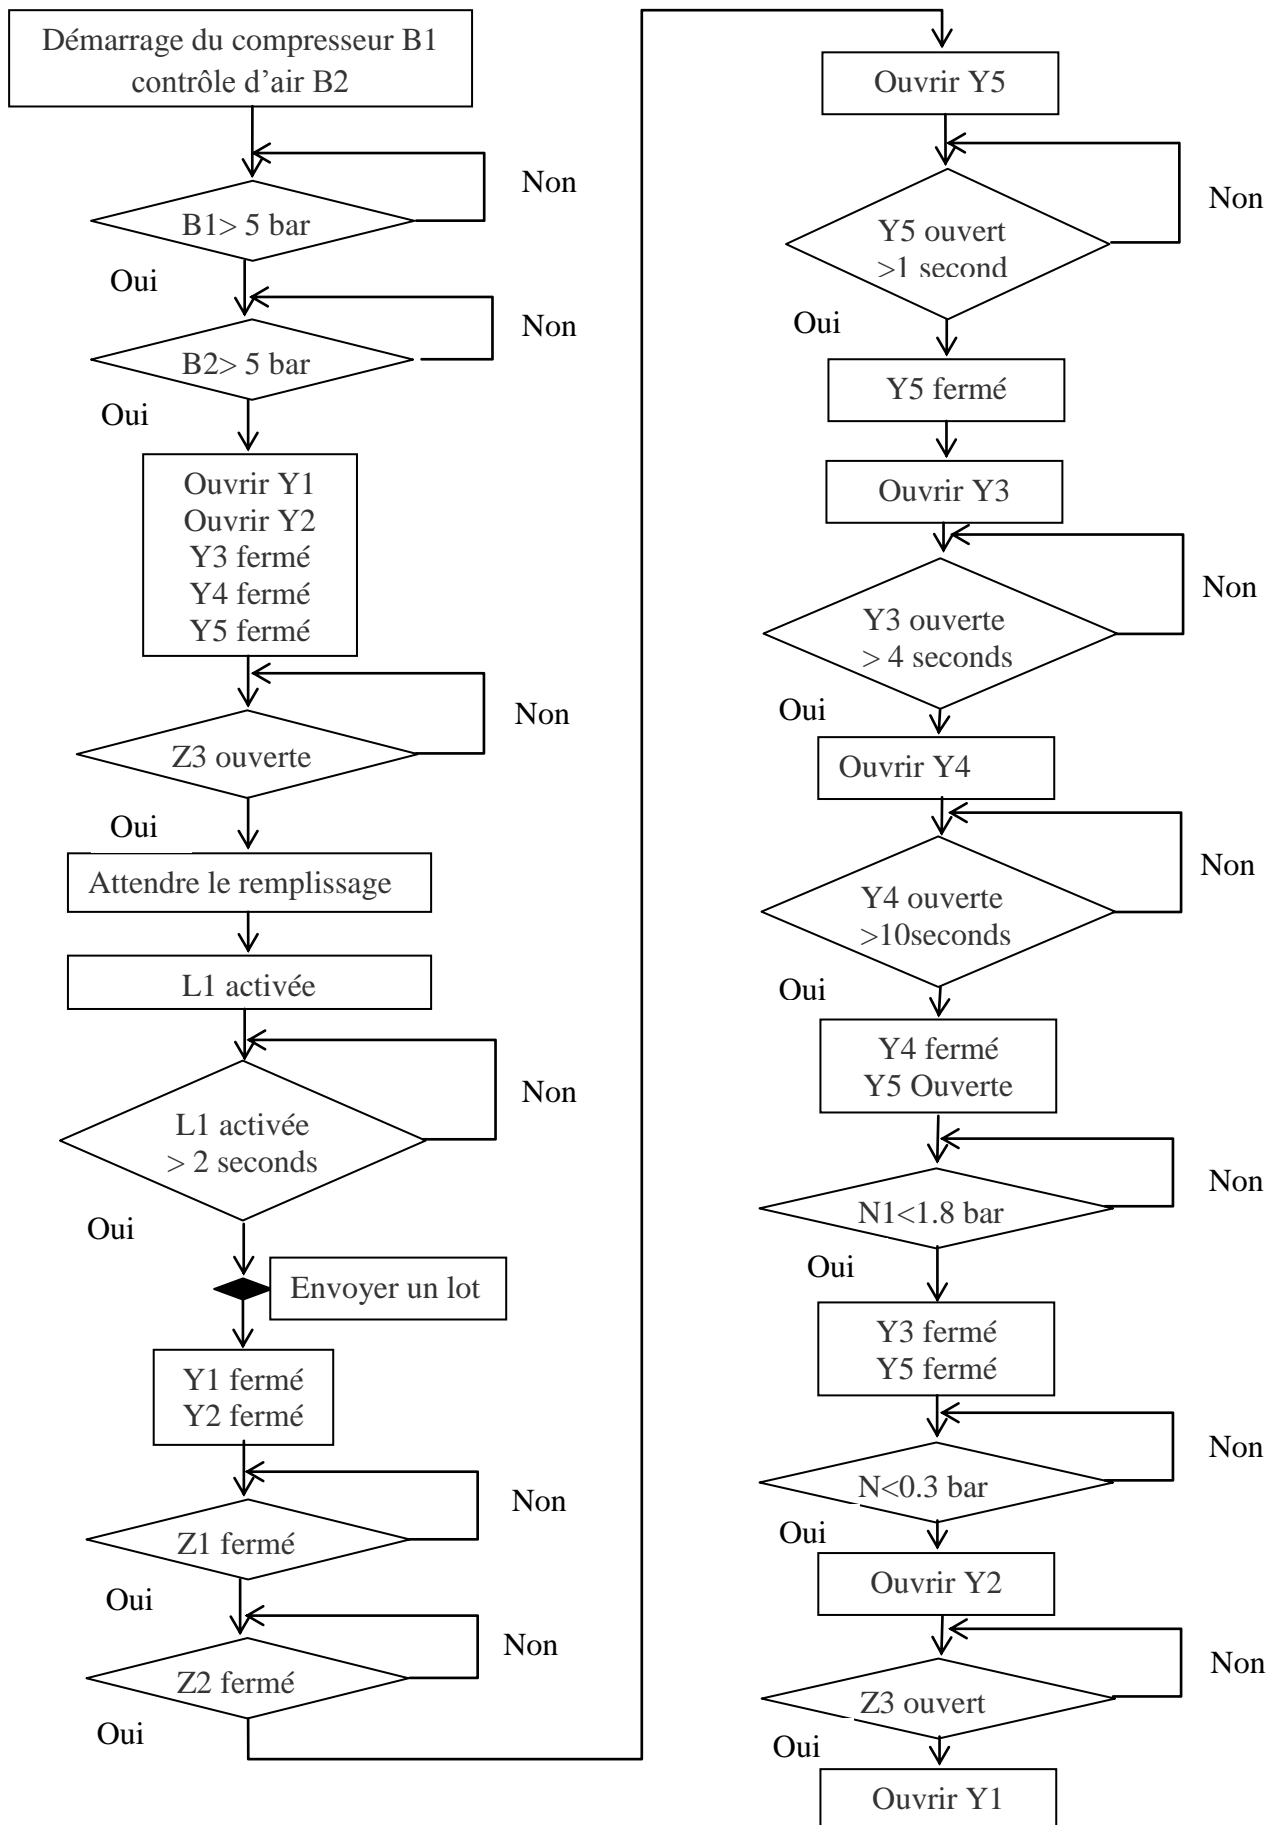 Démarrage du compresseur B1
contrôle d'air B2
Non
B1> 5 bar
Oui
Non
B2> 5 bar
Oui
Ouvrir Y1
Ouvrir Y2
Y3 fermé
Y4 fermé
Y5 fermé
Non
Z3 ouverte
Oui
Attendre le remplissage
L1 activée
Non
L1 activée
> 2 seconds
Oui
Envoyer un lot
Y1 fermé
Y2 fermé
Non
Z1 fermé
Oui
Non
Z2 fermé
Oui
Ouvrir Y5
Non
Y5 ouvert
>1 second
Oui
Y5 fermé
Ouvrir Y3
Non
Y3 ouverte
> 4 seconds
Oui
Ouvrir Y4
Non
Y4 ouverte
>10seconds
Oui
Y4 fermé
Y5 Ouverte
Non
N1<1.8 bar
Oui
Y3 fermé
Y5 fermé
Non
N<0.3 bar
Oui
Ouvrir Y2
Non
Z3 ouvert
Oui
Ouvrir Y1